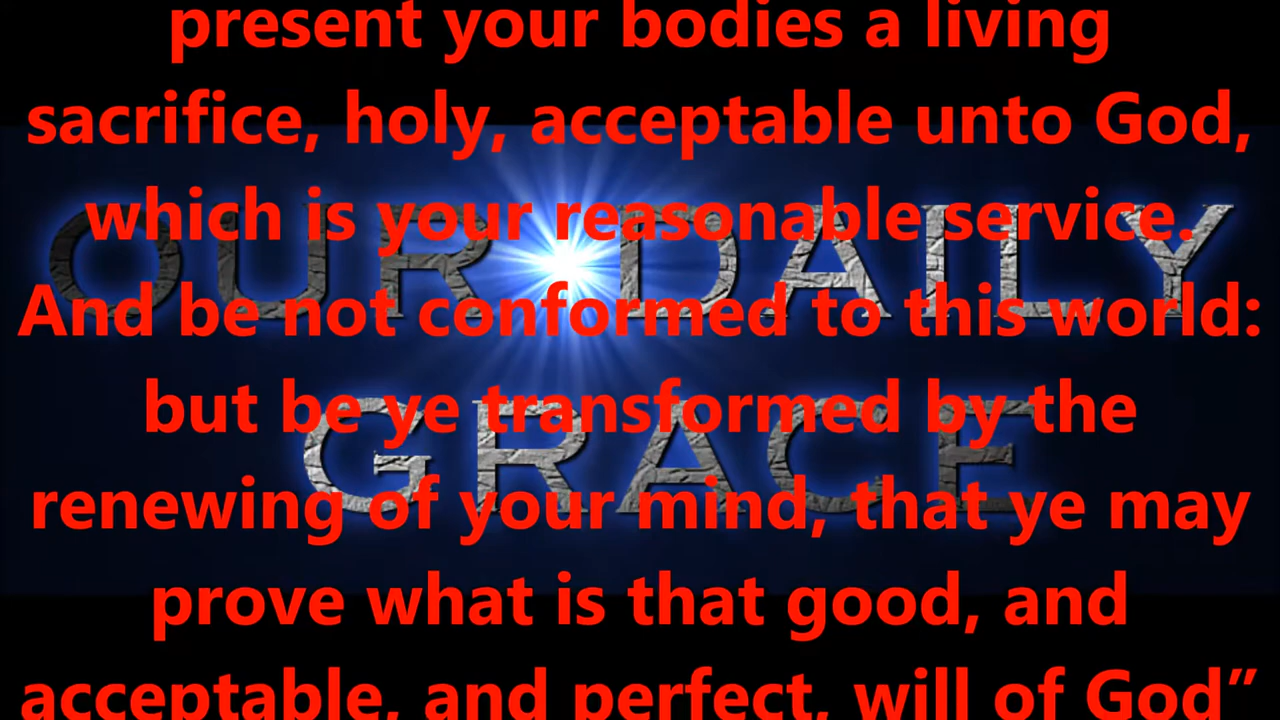 present your bodies a living
sacrifice, holy, acceptable unto God,
which is your reasonable service.
And be not conformed to this world:
but be ye transformed by the
renewing of your mind, that ye may
prove what is that good, and
acceptable, and perfect, will of God”
OUR DAILY
GRACE